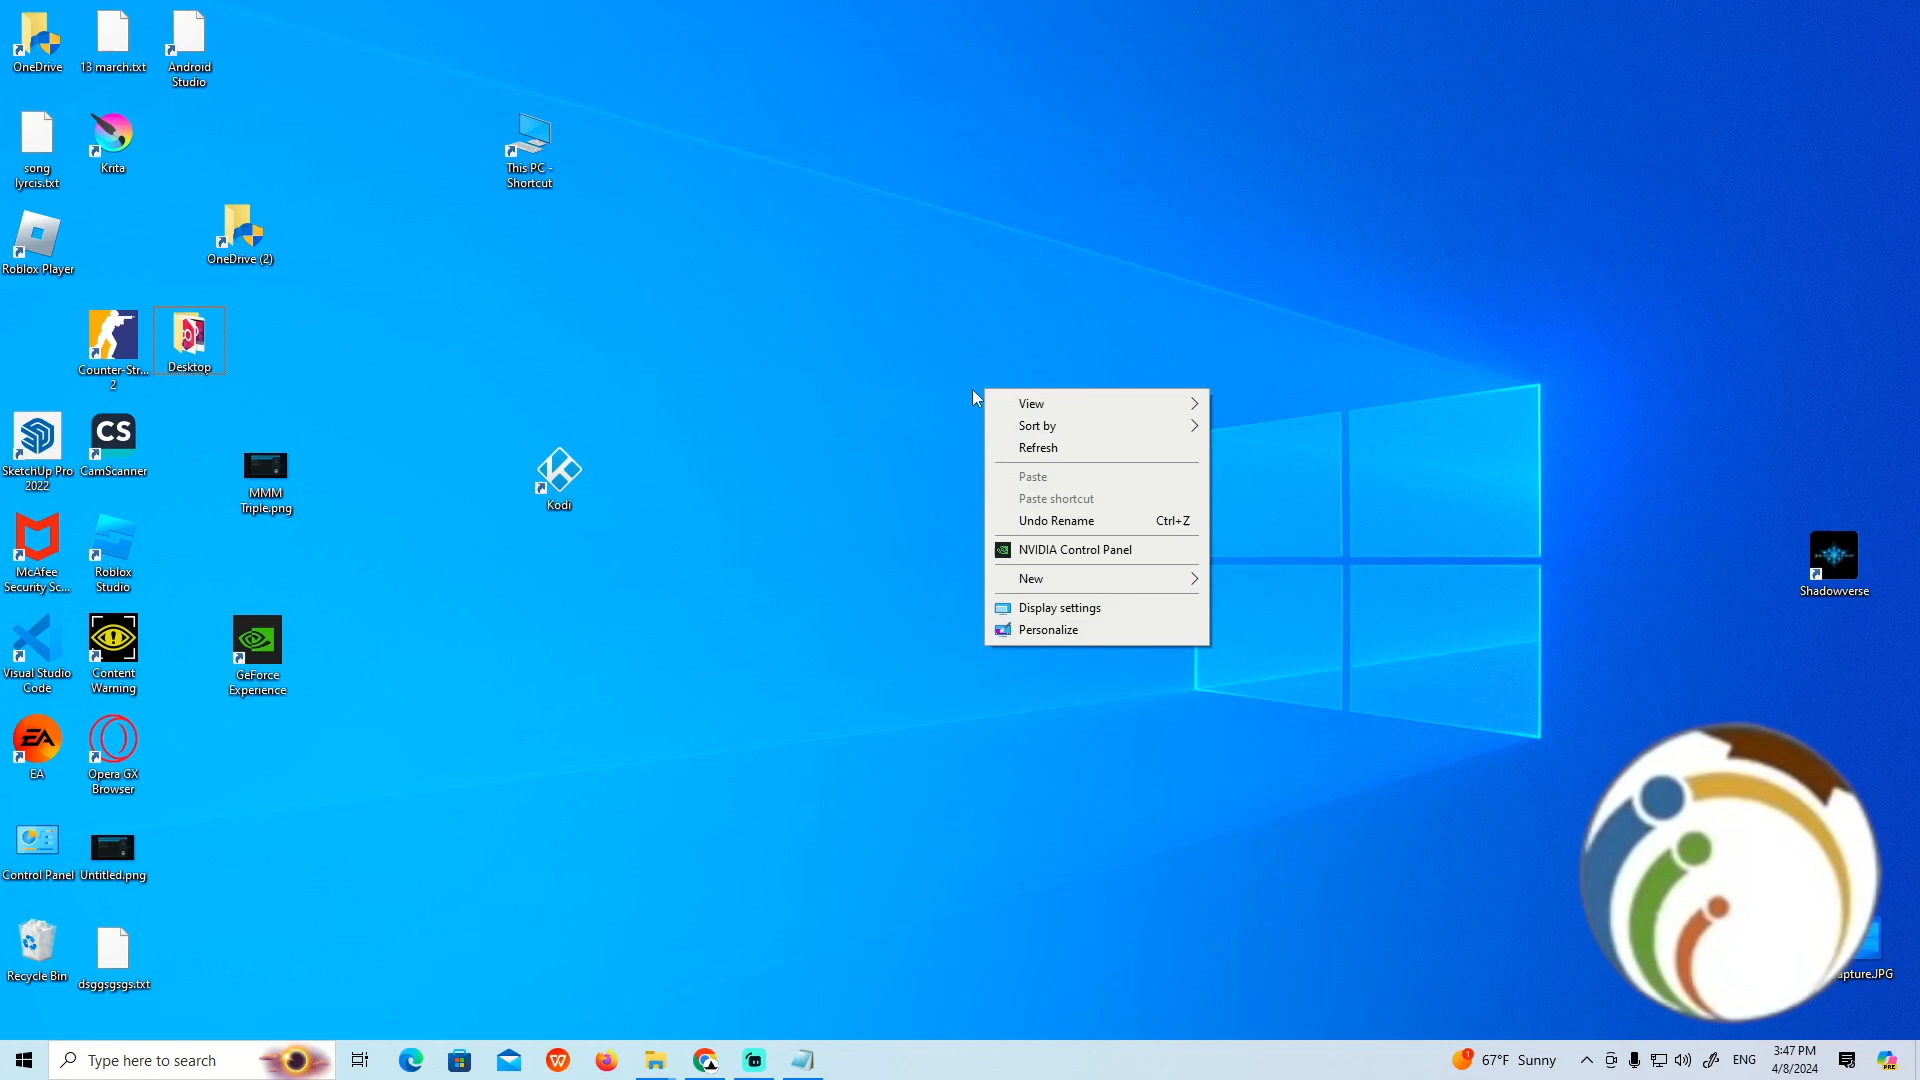 OneDrive
13 march.txt
Android
Studio
song
lyrcis.txt
Krita
This PC -
Shortcut
Roblox Player
OneDrive (2)
Counter-Str...
2
Desktop
SketchUp Pro
2022
CS
CamScanner
MMM
Triple.png
Kodi
McAfee
Security Sc...
Roblox
Studio
Visual Studio
Code
Content
Warning
GeForce
Experience
EA
EA
Opera GX
Browser
Control Panel
Untitled.png
Recycle Bin
dsggsgsgs.txt
View
Sort by
Refresh
Paste
Paste shortcut
Undo Rename Ctrl+Z
NVIDIA Control Panel
New
Display settings
Personalize
Shadowverse
apture.JPG
Type here to search
1
67°F Sunny
ENG
3:47 PM
4/8/2024
PRE